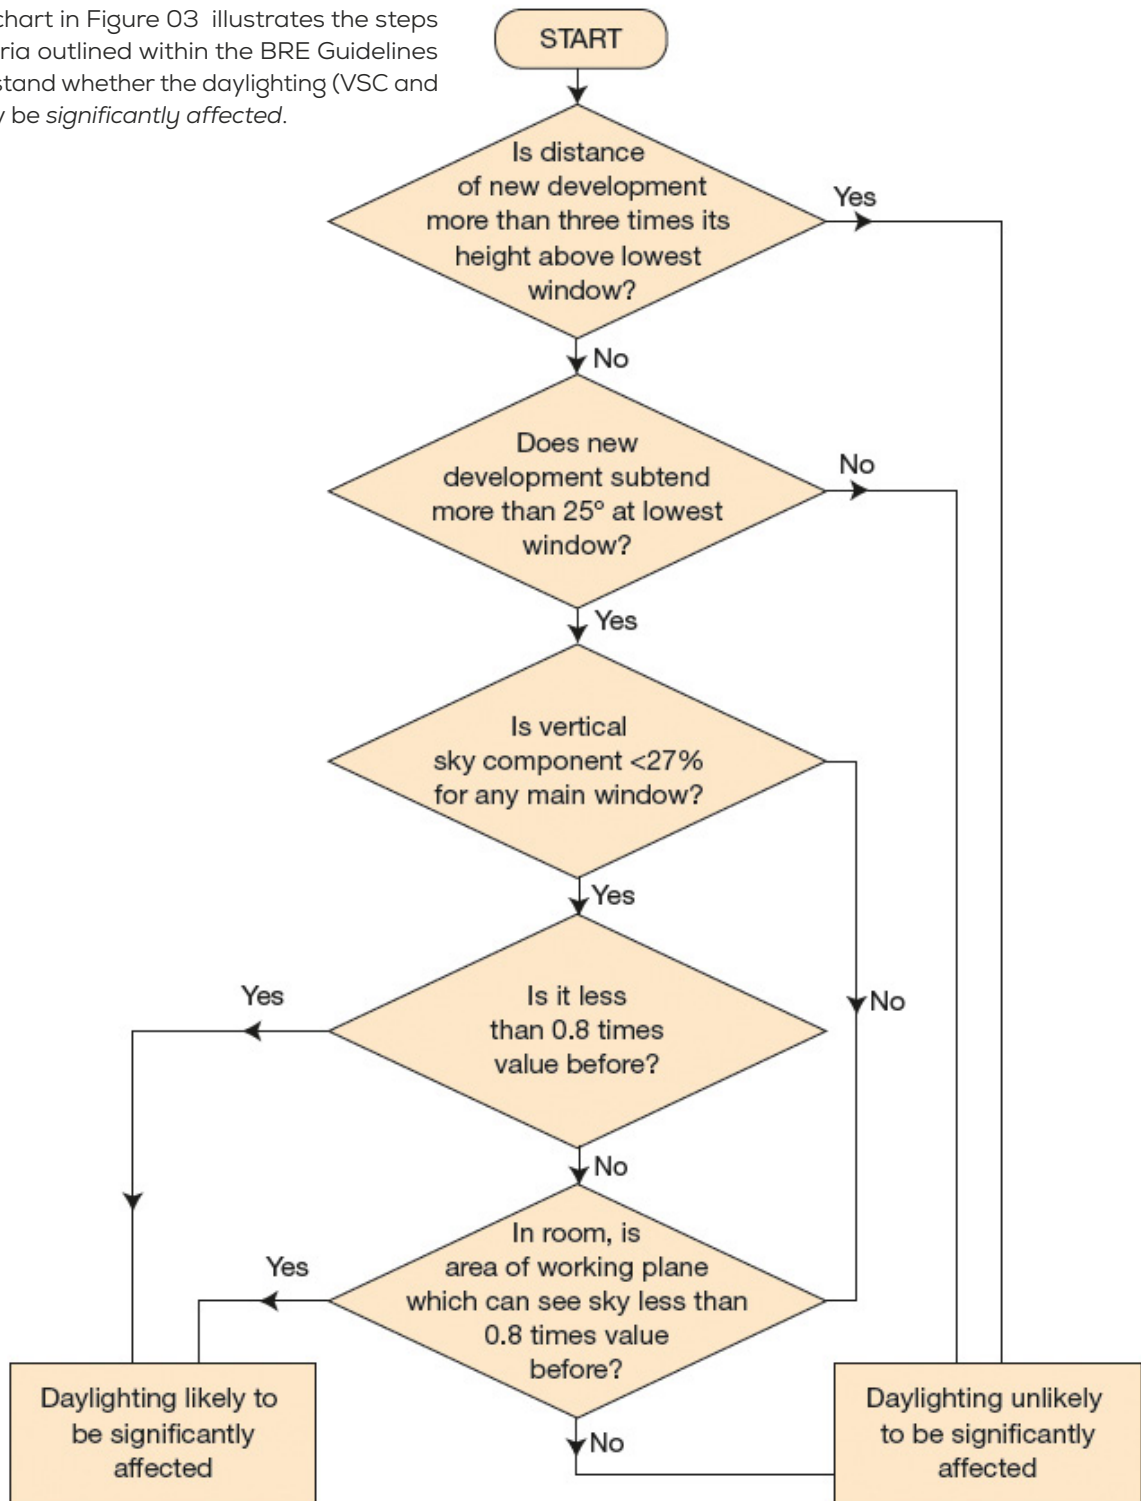 chart in Figure 03 illustrates the steps
outlined within the BRE Guidelines
whether the daylighting (VSC and
be significantly affected.
START
Is distance
of new development
more than three times its
height above lowest
window?
Yes
No
Does new
development subtend
more than 25º at lowest
window?
No
Yes
Is vertical
sky component <27%
for any main window?
Yes
No
Is it less
than 0.8 times
value before?
Yes
No
In room, is
area of working plane
which can see sky less than
0.8 times value
before?
Yes
No
Daylighting likely to
be significantly
affected
Daylighting unlikely
to be significantly
affected